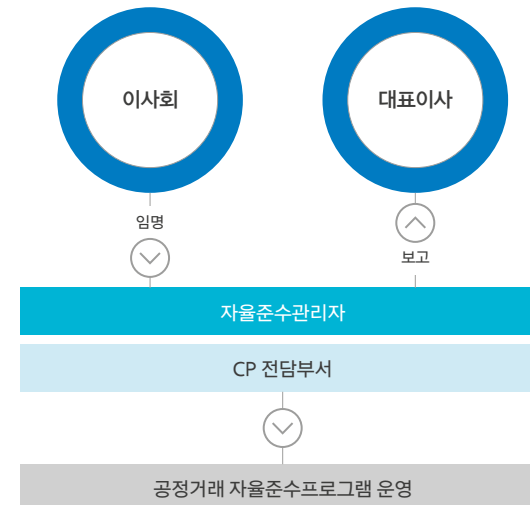 이사회
대표이사
임명
보고
자율준수관리자
CP 전담부서
공정거래 자율준수프로그램 운영